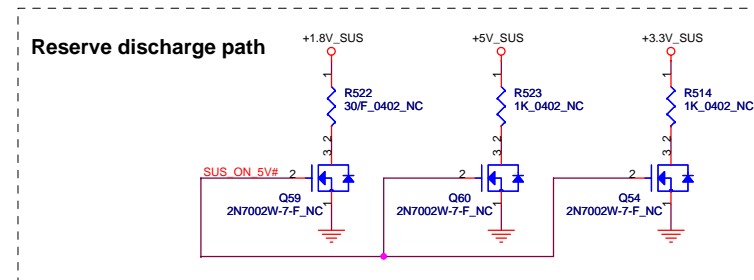 Reserve discharge path
+1.8V_SUS
+5V_SUS
+3.3V_SUS
1
1
1
R522
30/F_0402_NC
R523
1K_0402_NC
R514
1K_0402_NC
2
2
2
3
3
3
SUS_ON_5V#
2
2
2
1
1
1
Q59
2N7002W-7-F_NC
Q60
2N7002W-7-F_NC
Q54
2N7002W-7-F_NC